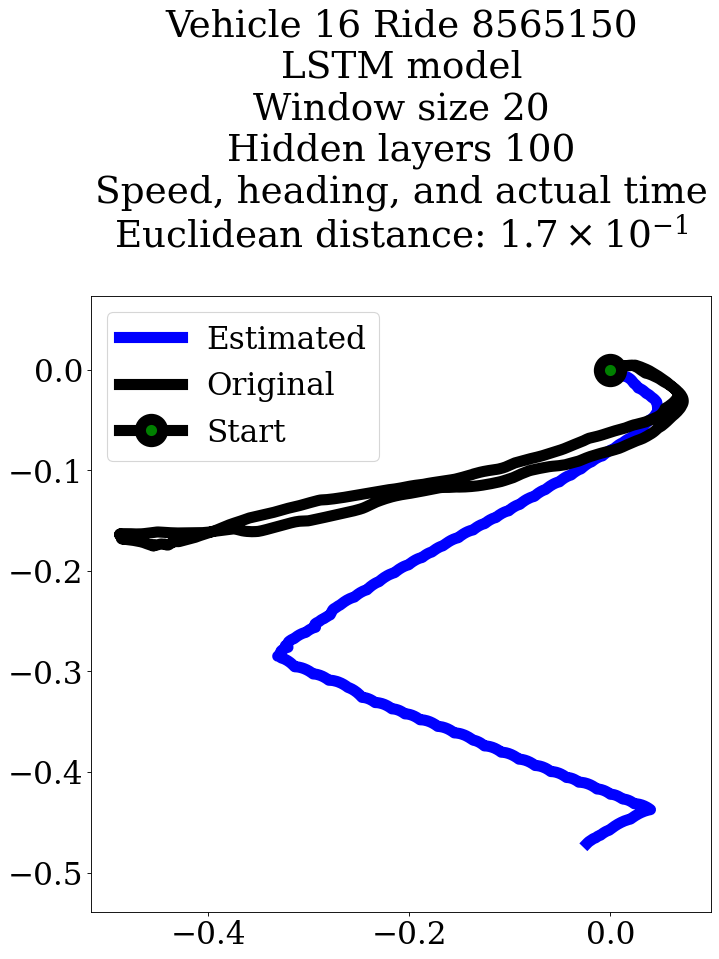 Vehicle 16 Ride 8565150
LSTM model
Window size 20
Hidden layers 100
Speed, heading, and actual time
Euclidean distance: 1.7 × 10⁻¹
Estimated
Original
Start
0.0
−0.1
−0.2
−0.3
−0.4
−0.5
−0.4
−0.2
0.0